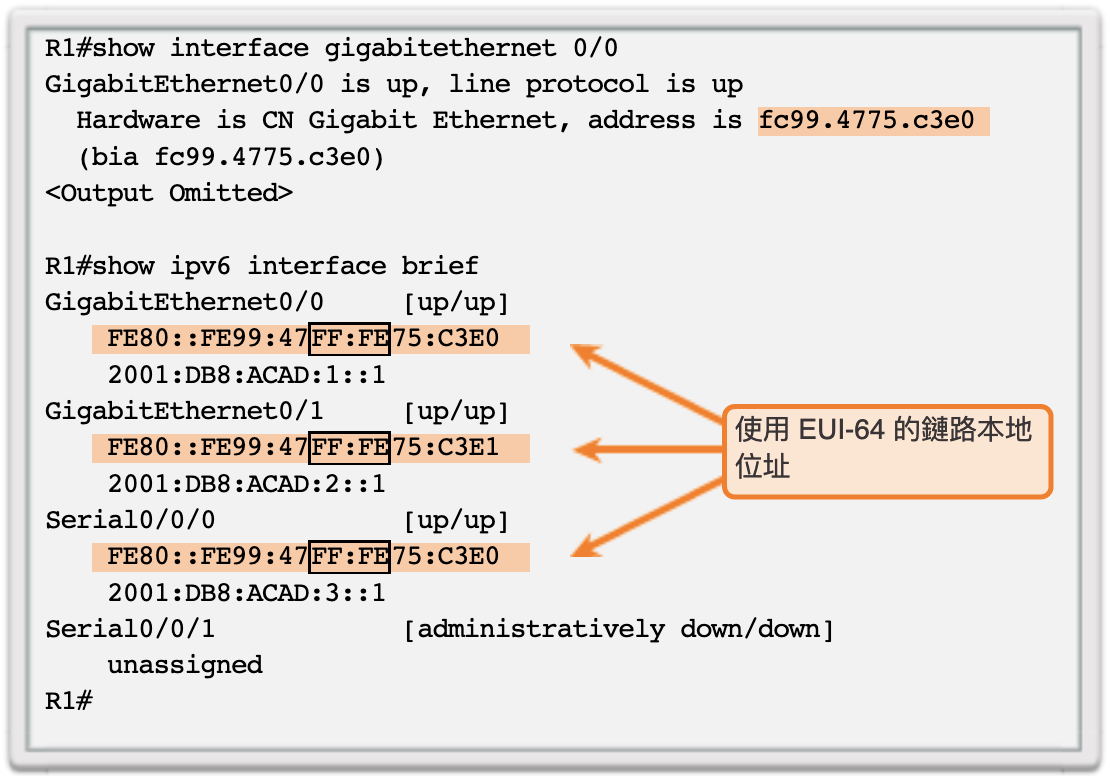 R1#show interface gigabitethernet 0/0
GigabitEthernet0/0 is up, line protocol is up
Hardware is CN Gigabit Ethernet, address is fc99.4775.c3e0
(bia fc99.4775.c3e0)
<Output Omitted>
R1#show ipv6 interface brief
GigabitEthernet0/0 [up/up]
FE80::FE99:47FF:FE75:C3E0
2001:DB8:ACAD:1::1
GigabitEthernet0/1 [up/up]
FE80::FE99:47FF:FE75:C3E1
2001:DB8:ACAD:2::1
Serial0/0/0 [up/up]
FE80::FE99:47FF:FE75:C3E0
2001:DB8:ACAD:3::1
Serial0/0/1 [administratively down/down]
unassigned
R1#
使用 EUI-64 的鏈路本地
位址